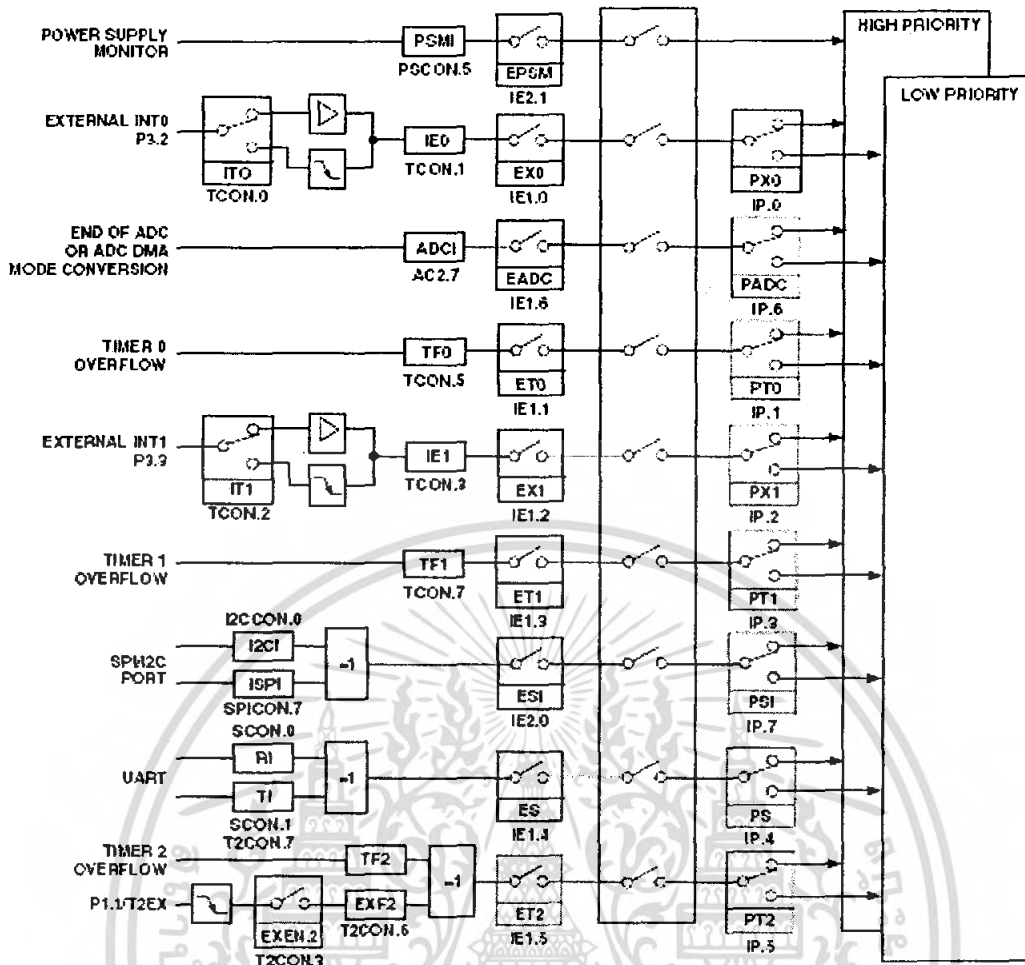 POWER SUPPLY
MONITOR
PSMI
PSCON.5
EPSM
IE2.1
HIGH PRIORITY
LOW PRIORITY
EXTERNAL INT0
P3.2
IT0
TCON.0
IE0
TCON.1
EX0
IE1.0
PX0
IP.0
END OF ADC
OR ADC DMA
MODE CONVERSION
ADCI
AC2.7
EADC
IE1.6
PADC
IP.6
TIMER 0
OVERFLOW
TF0
TCON.5
ET0
IE1.1
PT0
IP.1
EXTERNAL INT1
P3.3
IT1
TCON.2
IE1
TCON.3
EX1
IE1.2
PX1
IP.2
TIMER 1
OVERFLOW
TF1
TCON.7
ET1
IE1.3
PT1
IP.3
SPI/I2C
PORT
I2CCON.0
I2CI
ISPI
SPICON.7
=1
ESI
IE2.0
PSI
IP.7
UART
SCON.0
RI
TI
SCON.1
=1
ES
IE1.4
PS
IP.4
TIMER 2
OVERFLOW
P1.1/T2EX
T2CON.7
TF2
EXEN.2
T2CON.3
EXF2
T2CON.6
=1
ET2
IE1.5
PT2
IP.5